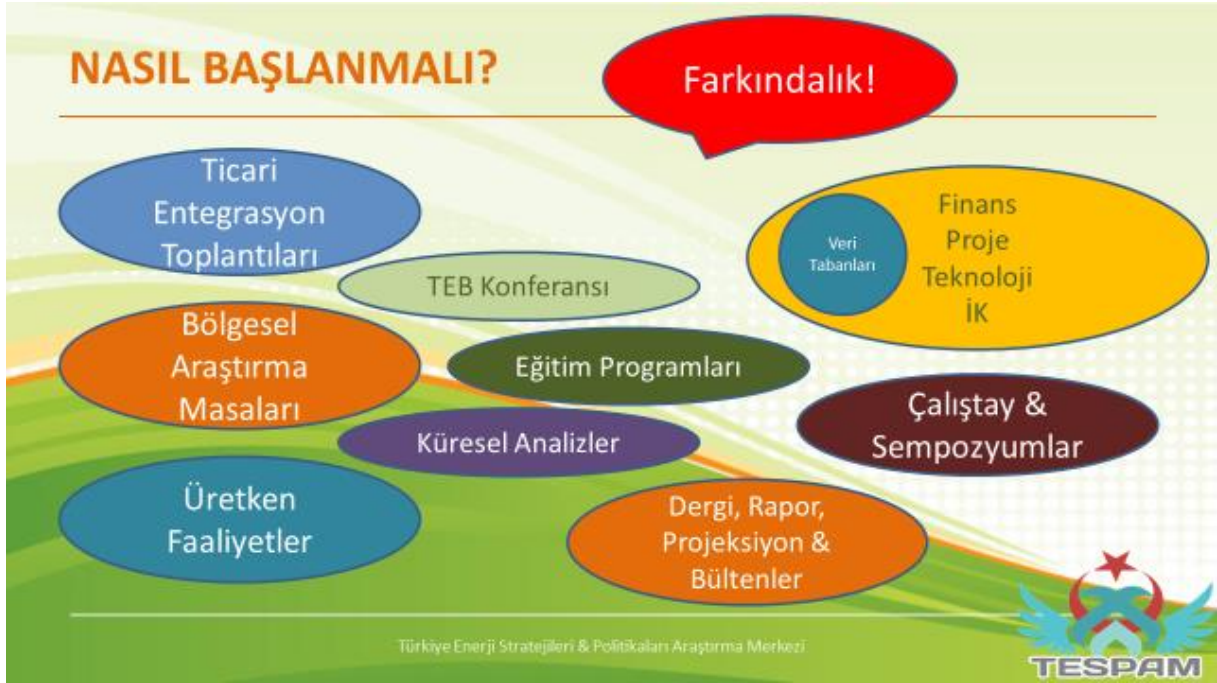 NASIL BAŞLANMALI?
Farkındalık!
Ticari
Entegrasyon
Toplantıları
TEB Konferansı
Veri
Tabanları
Finans
Proje
Teknoloji
İK
Bölgesel
Araştırma
Masaları
Eğitim Programları
Küresel Analizler
Çalıştay &
Sempozyumlar
Üretken
Faaliyetler
Dergi, Rapor,
Projeksiyon &
Bültenler
Türkiye Enerji Stratejileri & Politikaları Araştırma Merkezi
TESPAM